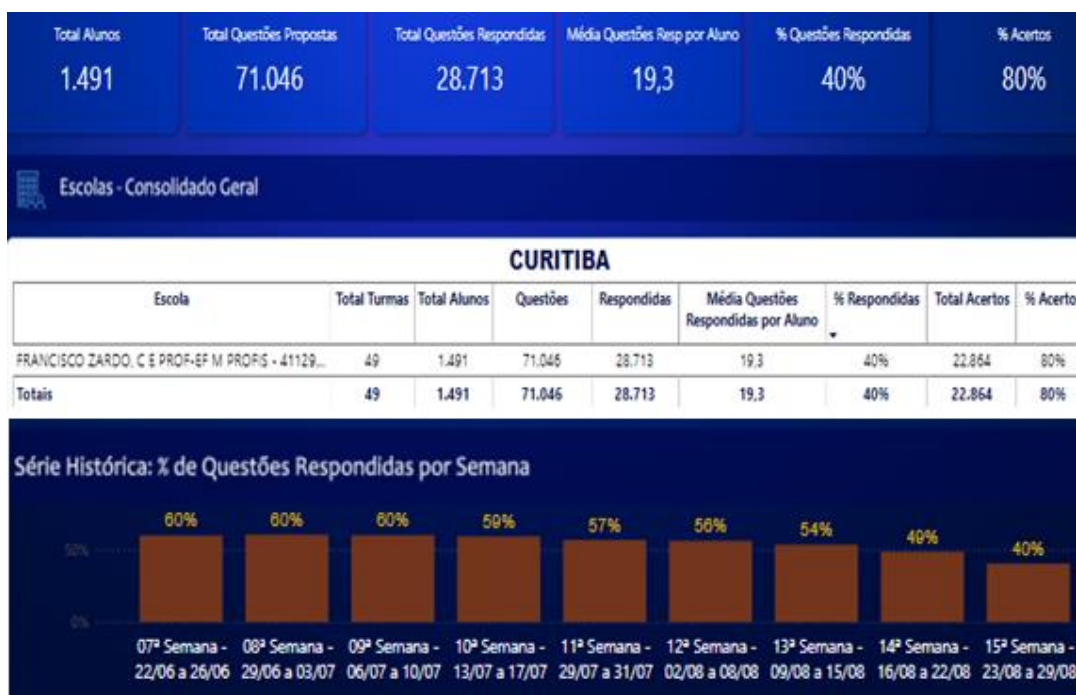 Total Alunos Total Questões Propostas Total Questões Respondidas Média Questões Resp por Aluno % Questões Respondidas % Acertos
1.491 71.046 28.713 19,3 40% 80%
Escolas - Consolidado Geral
CURITIBA
Escola Total Turmas Total Alunos Questões Respondidas Média Questões Respondidas por Aluno % Respondidas Total Acertos % Acerto
FRANCISCO ZARDO, C E PROF-EF M PROFIS - 41129... 49 1.491 71.046 28.713 19,3 40% 22.864 80%
Totais 49 1.491 71.046 28.713 19,3 40% 22.864 80%
Série Histórica: % de Questões Respondidas por Semana
60% 60% 60% 59% 57% 56% 54% 49% 40%
50%
0%
07ª Semana - 08ª Semana - 09ª Semana - 10ª Semana - 11ª Semana - 12ª Semana - 13ª Semana - 14ª Semana - 15ª Semana -
22/06 a 26/06 29/06 a 03/07 06/07 a 10/07 13/07 a 17/07 29/07 a 31/07 02/08 a 08/08 09/08 a 15/08 16/08 a 22/08 23/08 a 29/08